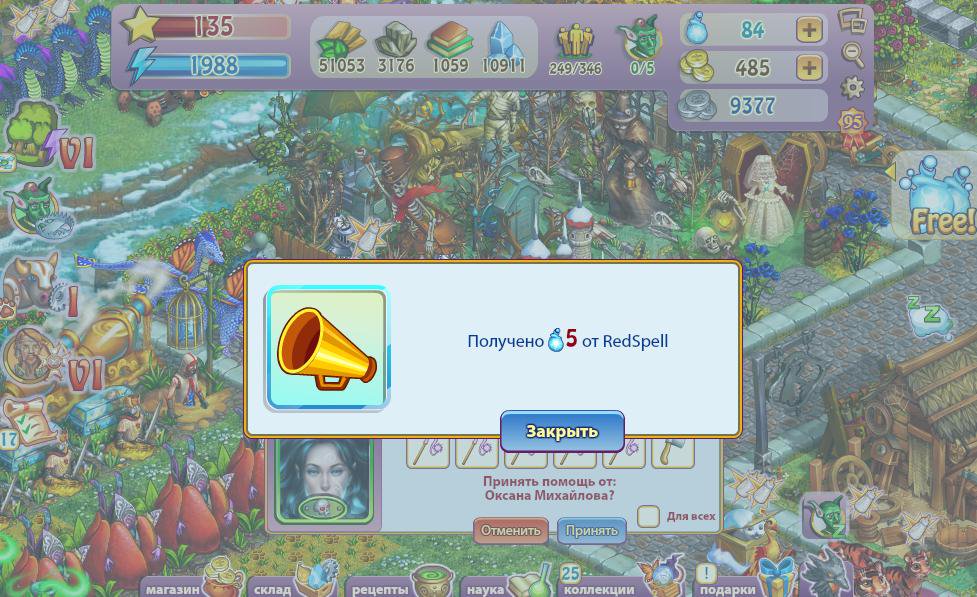 135
1988
51053
3176
1059
10911
249/346
0/5
84
485
9377
95
VI
Free!
I
VI
17
Z Z
Получено 5 от RedSpell
Закрыть
Принять помощь от:
Оксана Михайлова?
Для всех
Отменить
Принять
магазин
склад
рецепты
наука
25
коллекции
!
подарки